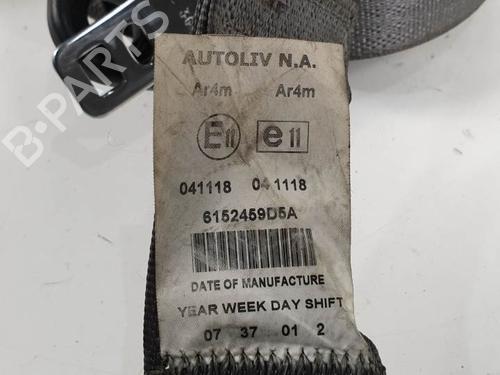 AUTOLIV N.A.
Ar4m Ar4m
E11 e11
041118 041118
6152459D5A
DATE OF MANUFACTURE
YEAR WEEK DAY SHIFT
07 37 01 2
B-PARTS